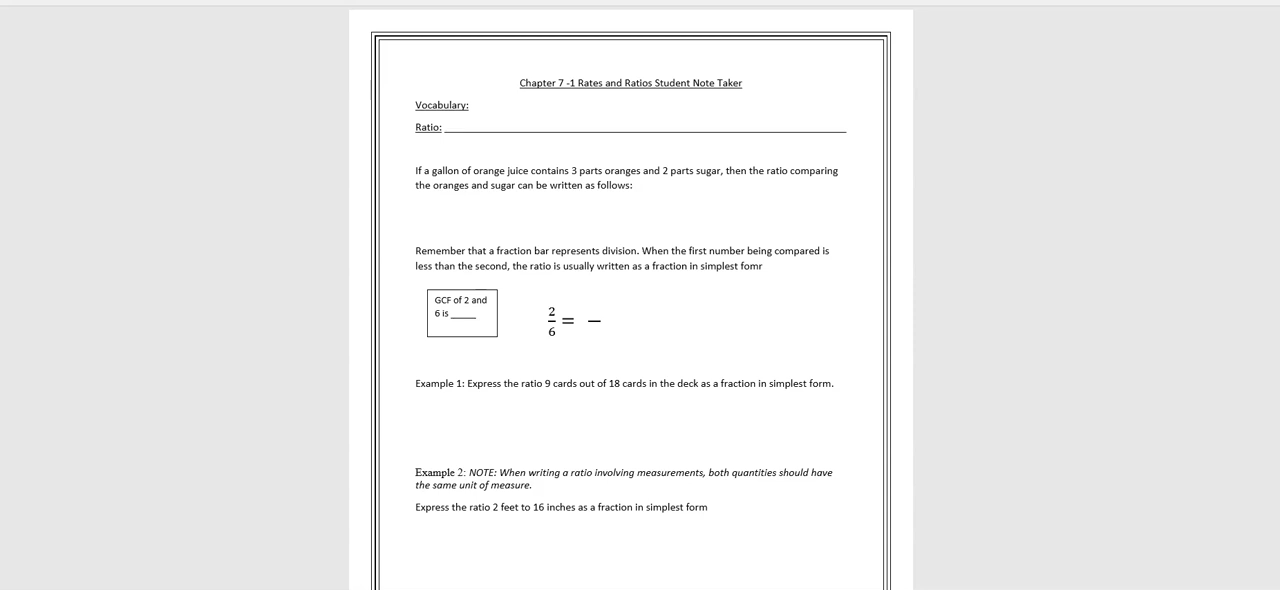 Chapter 7 -1 Rates and Ratios Student Note Taker
Vocabulary:
Ratio: ____________________
If a gallon of orange juice contains 3 parts oranges and 2 parts sugar, then the ratio comparing
the oranges and sugar can be written as follows:
Remember that a fraction bar represents division. When the first number being compared is
less than the second, the ratio is usually written as a fraction in simplest fomr
GCF of 2 and
6 is _____
2/6 = —
Example 1: Express the ratio 9 cards out of 18 cards in the deck as a fraction in simplest form.
Example 2: NOTE: When writing a ratio involving measurements, both quantities should have
the same unit of measure.
Express the ratio 2 feet to 16 inches as a fraction in simplest form